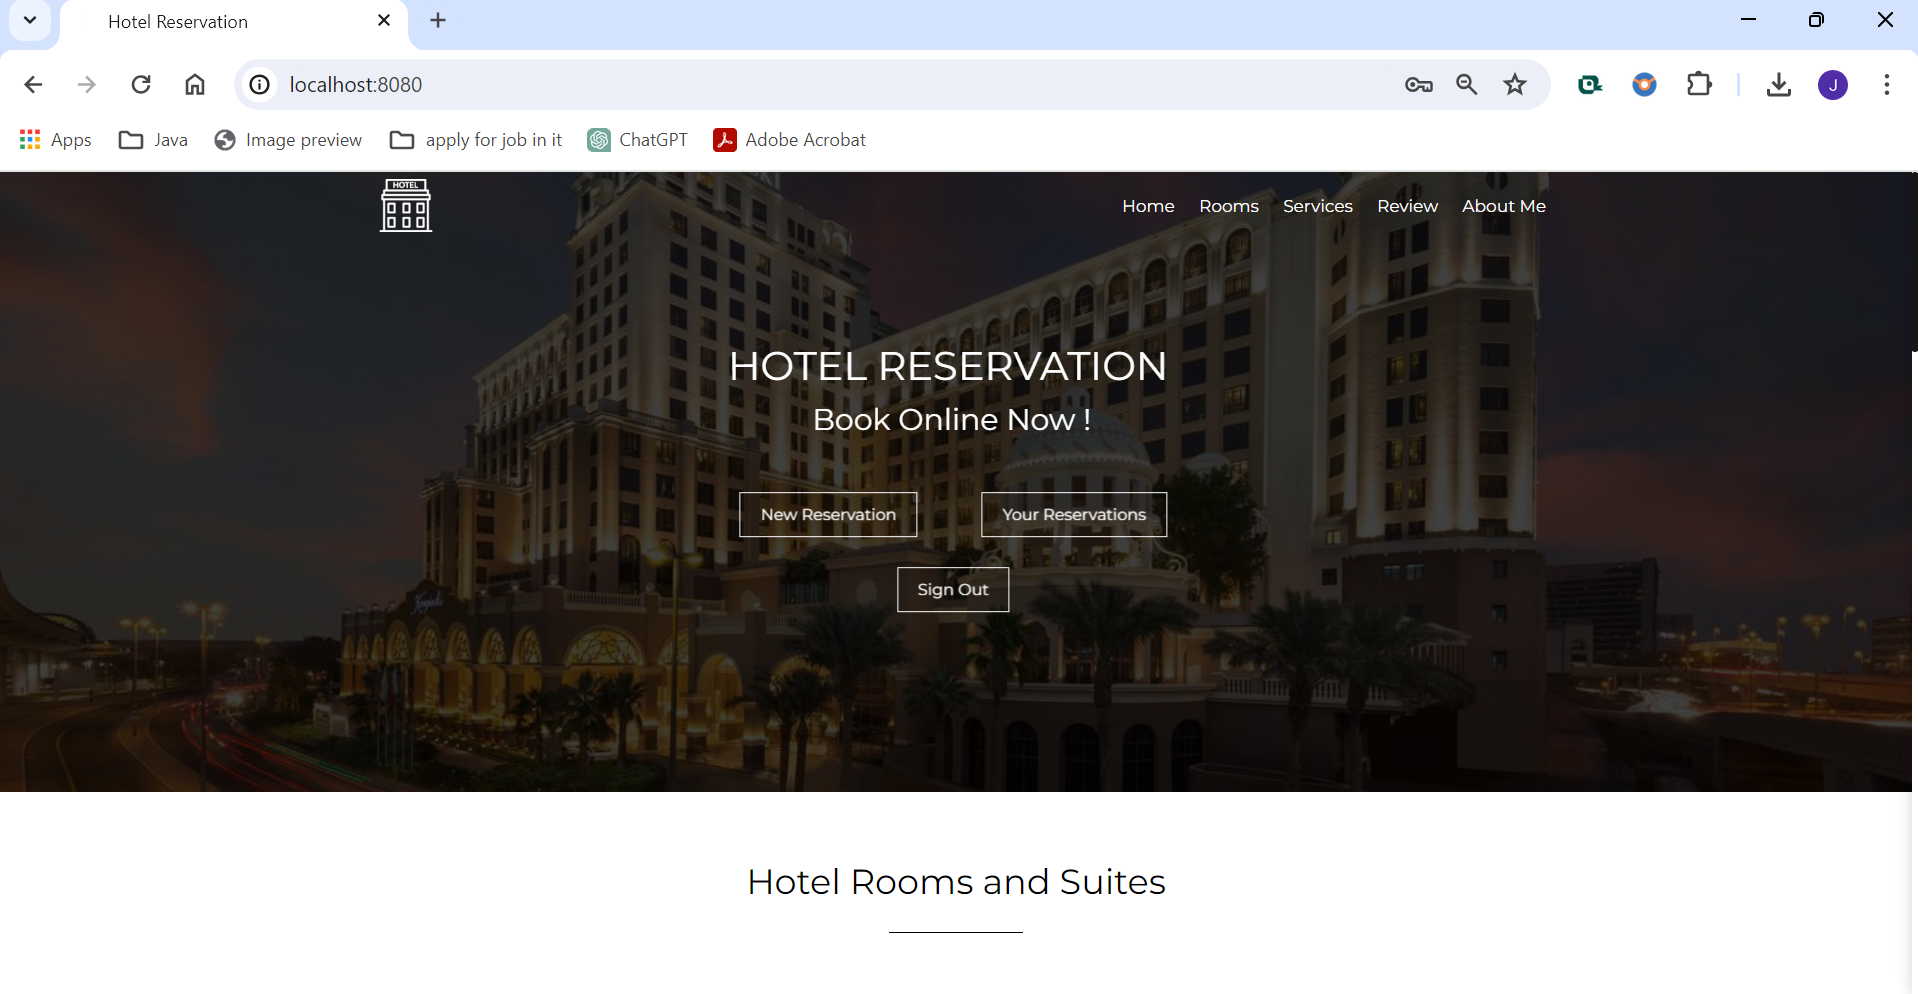 Hotel Reservation
localhost:8080
J
Apps Java Image preview apply for job in it ChatGPT Adobe Acrobat
HOTEL
Home Rooms Services Review About Me
HOTEL RESERVATION
Book Online Now !
New Reservation Your Reservations
Sign Out
Hotel Rooms and Suites